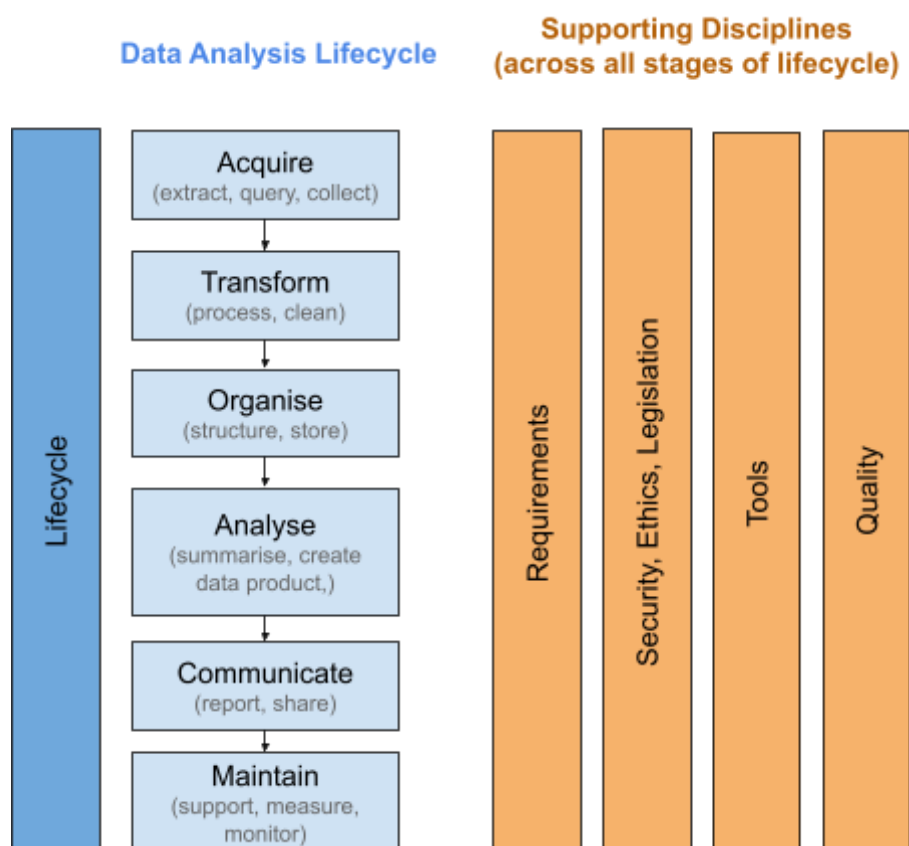 Data Analysis Lifecycle
Supporting Disciplines
(across all stages of lifecycle)
Lifecycle
Acquire
(extract, query, collect)
Transform
(process, clean)
Organise
(structure, store)
Analyse
(summarise, create
data product,)
Communicate
(report, share)
Maintain
(support, measure,
monitor)
Requirements
Security, Ethics, Legislation
Tools
Quality